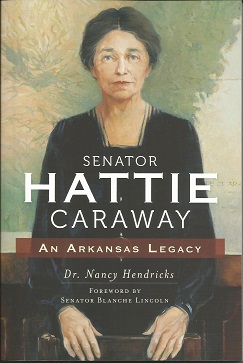 SENATOR
HATTIE
CARAWAY
AN ARKANSAS LEGACY
Dr. Nancy Hendricks
FOREWORD BY
SENATOR BLANCHE LINCOLN